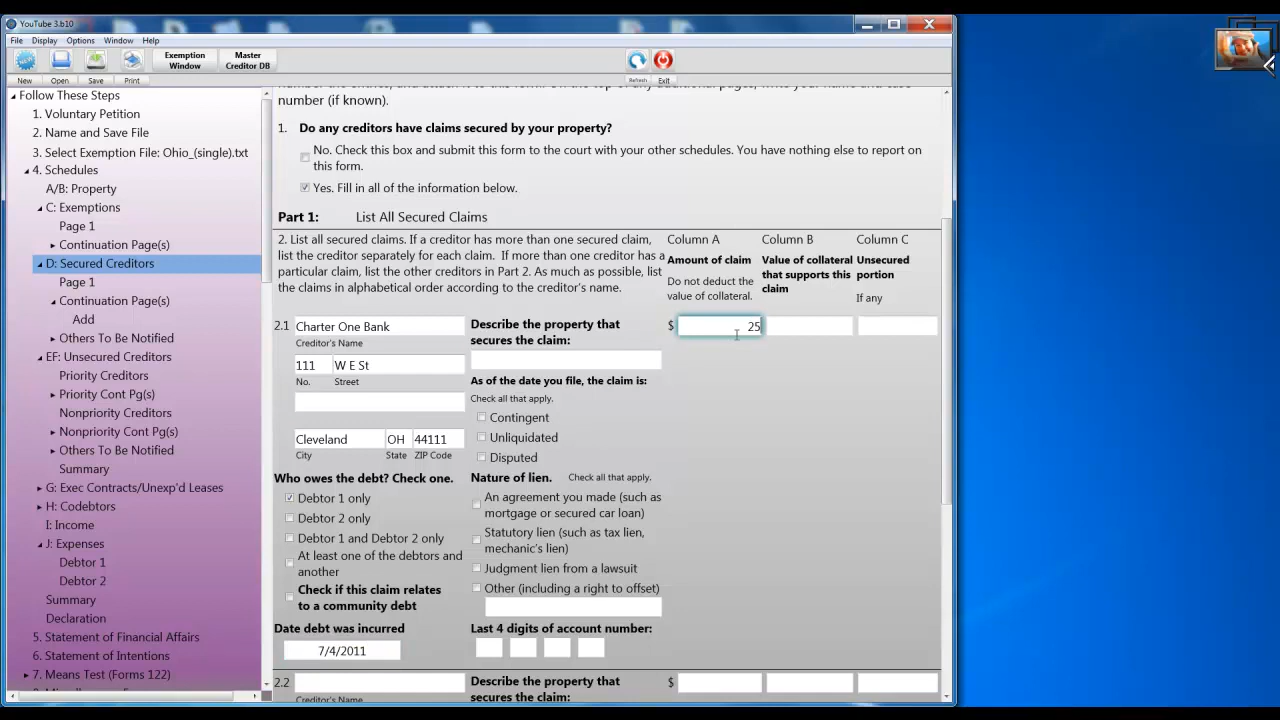 YouTube 3.b10
File Display Options Window Help
Exemption Window
Master Creditor DB
New Open Save Print Refresh Exit
Follow These Steps
1. Voluntary Petition
2. Name and Save File
3. Select Exemption File: Ohio_(single).txt
4. Schedules
A/B: Property
C: Exemptions
Page 1
Continuation Page(s)
D: Secured Creditors
Page 1
Continuation Page(s)
Add
Others To Be Notified
EF: Unsecured Creditors
Priority Creditors
Priority Cont Pg(s)
Nonpriority Creditors
Nonpriority Cont Pg(s)
Others To Be Notified
Summary
G: Exec Contracts/Unexp'd Leases
H: Codebtors
I: Income
J: Expenses
Debtor 1
Debtor 2
Summary
Declaration
5. Statement of Financial Affairs
6. Statement of Intentions
7. Means Test (Forms 122)
number (if known).
1. Do any creditors have claims secured by your property?
No. Check this box and submit this form to the court with your other schedules. You have nothing else to report on
this form.
Yes. Fill in all of the information below.
Part 1: List All Secured Claims
2. List all secured claims. If a creditor has more than one secured claim,
list the creditor separately for each claim. If more than one creditor has a
particular claim, list the other creditors in Part 2. As much as possible, list
the claims in alphabetical order according to the creditor's name.
Column A
Amount of claim
Do not deduct the
value of collateral.
Column B
Value of collateral
that supports this
claim
Column C
Unsecured
portion
If any
2.1 Charter One Bank
Creditor's Name
111 W E St
No. Street
Cleveland OH 44111
City State ZIP Code
Who owes the debt? Check one.
Debtor 1 only
Debtor 2 only
Debtor 1 and Debtor 2 only
At least one of the debtors and
another
Check if this claim relates
to a community debt
Date debt was incurred
7/4/2011
Describe the property that
secures the claim:
$ 25
As of the date you file, the claim is:
Check all that apply.
Contingent
Unliquidated
Disputed
Nature of lien. Check all that apply.
An agreement you made (such as
mortgage or secured car loan)
Statutory lien (such as tax lien,
mechanic's lien)
Judgment lien from a lawsuit
Other (including a right to offset)
Last 4 digits of account number:
2.2
Creditor's Name
Describe the property that
secures the claim:
$